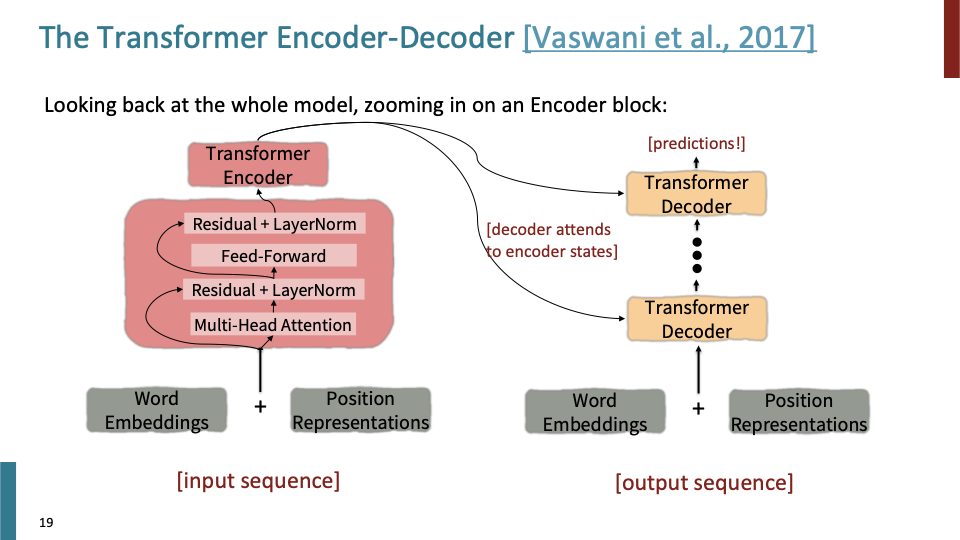 The Transformer Encoder-Decoder [Vaswani et al., 2017]
Looking back at the whole model, zooming in on an Encoder block:
Transformer
Encoder
Residual + LayerNorm
Feed-Forward
Residual + LayerNorm
Multi-Head Attention
Word
Embeddings
+
Position
Representations
[input sequence]
[decoder attends
to encoder states]
[predictions!]
Transformer
Decoder
Transformer
Decoder
Word
Embeddings
+
Position
Representations
[output sequence]
19